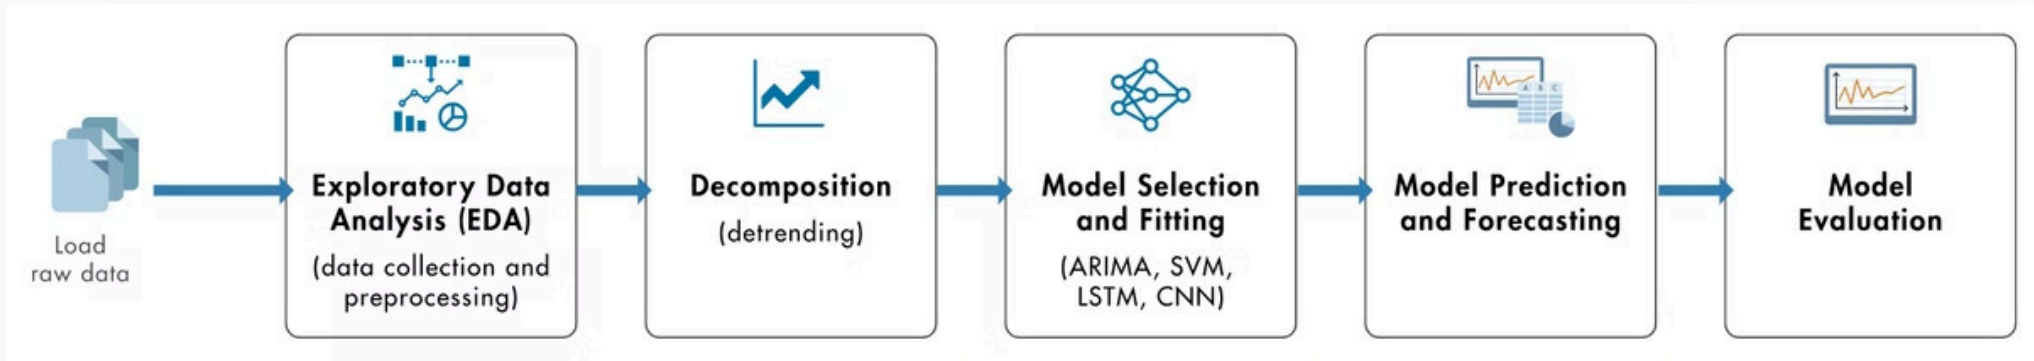 Load
raw data
Exploratory Data
Analysis (EDA)
(data collection and
preprocessing)
Decomposition
(detrending)
Model Selection
and Fitting
(ARIMA, SVM,
LSTM, CNN)
A B C
Model Prediction
and Forecasting
Model
Evaluation